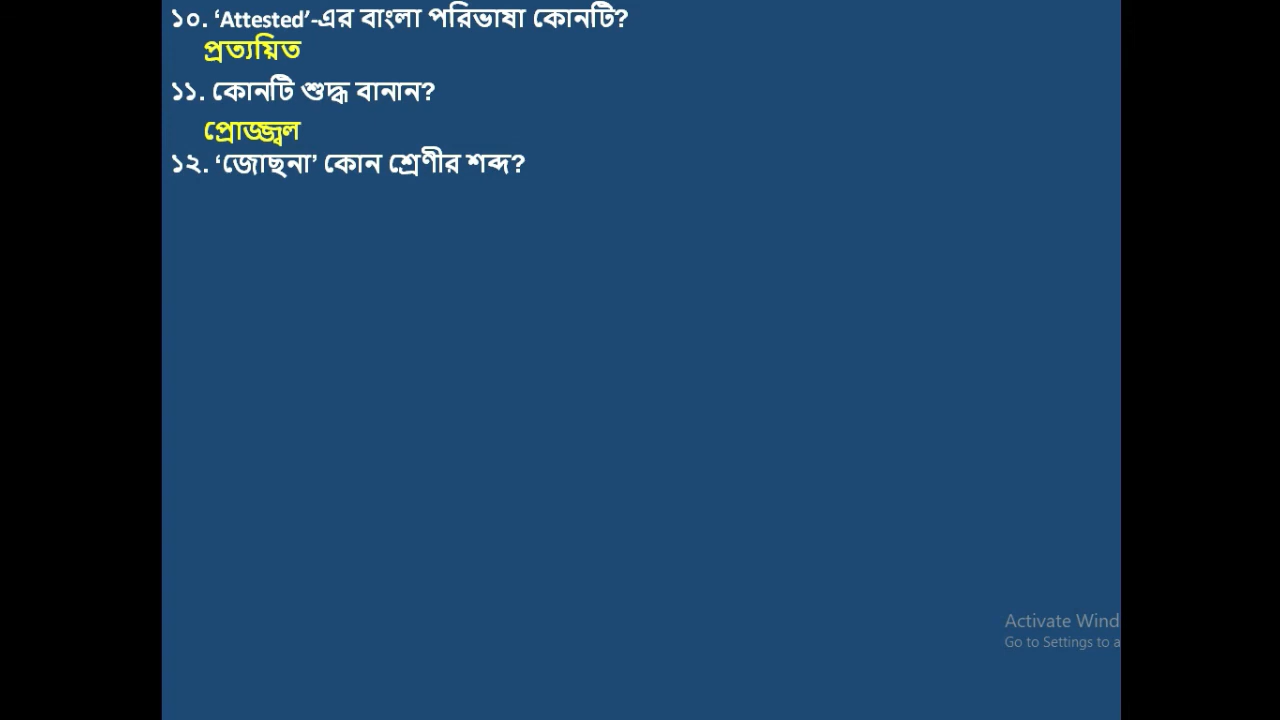 ১০. ‘Attested’-এর বাংলা পরিভাষা কোনটি?
প্রত্যয়িত
১১. কোনটি শুদ্ধ বানান?
প্রোজ্জ্বল
১২. ‘জোছনা’ কোন শ্রেণীর শব্দ?
Activate Wind
Go to Settings to a